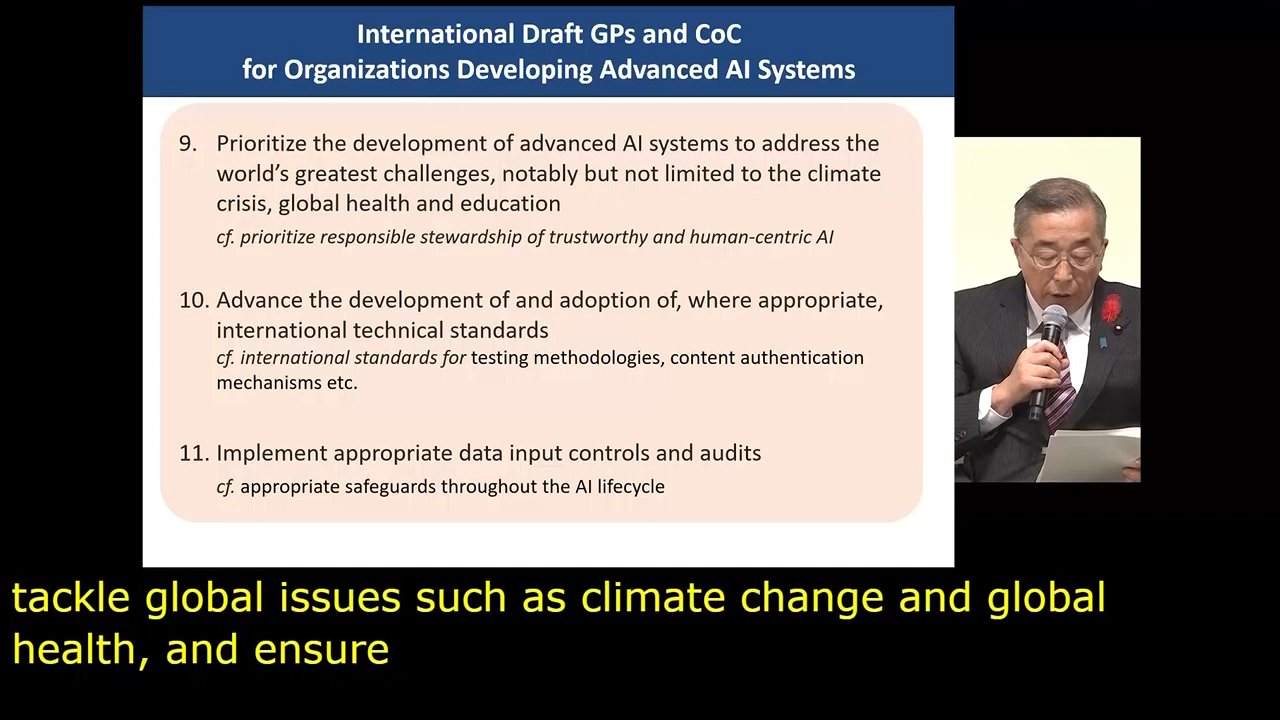 International Draft GPs and CoC
for Organizations Developing Advanced AI Systems
9. Prioritize the development of advanced AI systems to address the
world's greatest challenges, notably but not limited to the climate
crisis, global health and education
cf. prioritize responsible stewardship of trustworthy and human-centric AI
10. Advance the development of and adoption of, where appropriate,
international technical standards
cf. international standards for testing methodologies, content authentication
mechanisms etc.
11. Implement appropriate data input controls and audits
cf. appropriate safeguards throughout the AI lifecycle
tackle global issues such as climate change and global
health, and ensure